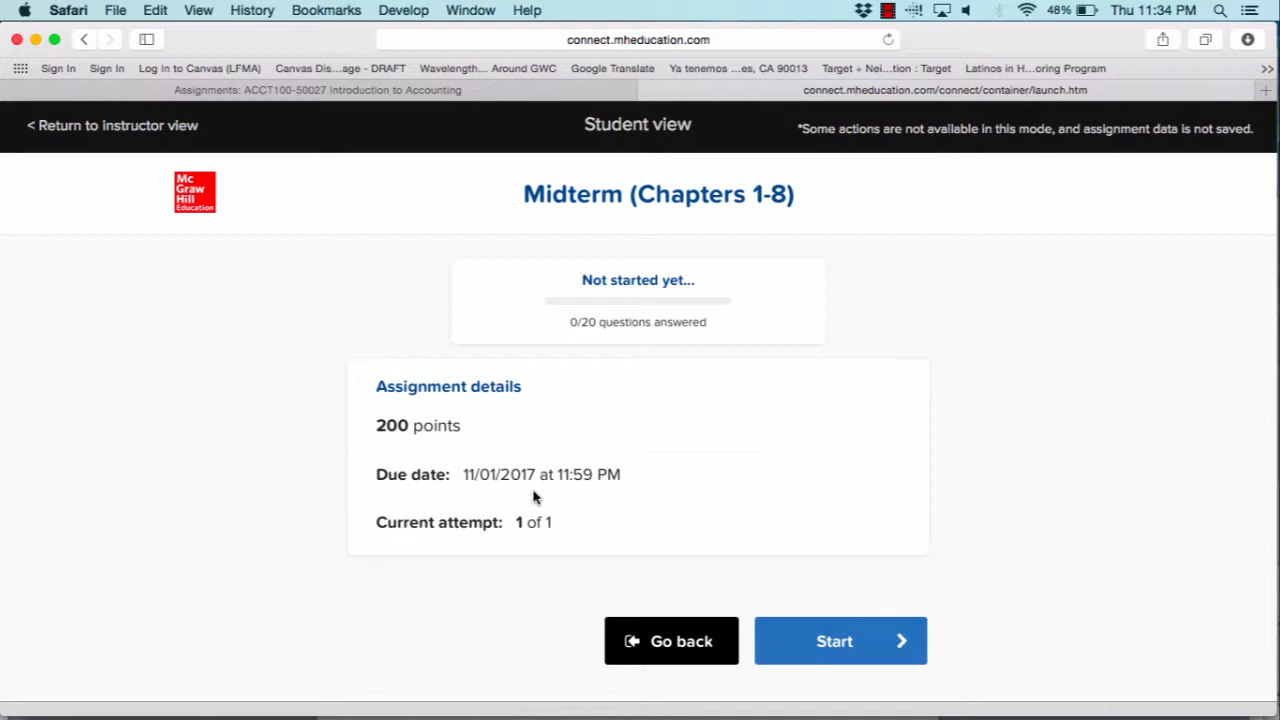 Safari File Edit View History Bookmarks Develop Window Help 48% Thu 11:34 PM
connect.mheducation.com
Sign In Sign In Log In to Canvas (LFMA) Canvas Dis...age - DRAFT Wavelength... Around GWC Google Translate Ya tenemos ...es, CA 90013 Target + Nei...tion : Target Latinos in H...oring Program >>
Assignments: ACCT100-50027 Introduction to Accounting connect.mheducation.com/connect/container/launch.htm +
< Return to instructor view Student view *Some actions are not available in this mode, and assignment data is not saved.
Mc
Graw
Hill
Education
Midterm (Chapters 1-8)
Not started yet...
0/20 questions answered
Assignment details
200 points
Due date: 11/01/2017 at 11:59 PM
Current attempt: 1 of 1
Go back Start